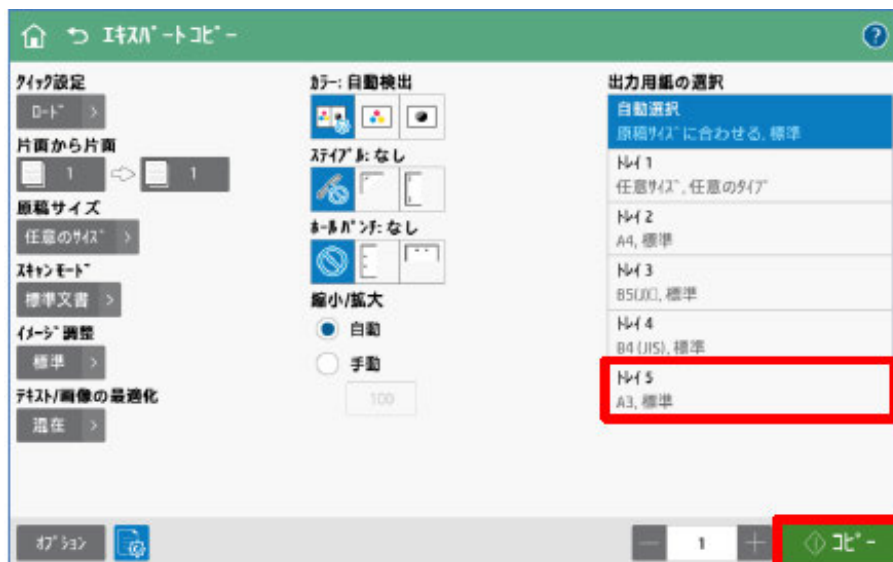 エキスパートコピー
?
クイック設定
ロード >
片面から片面
1
1
原稿サイズ
任意のサイズ >
スキャンモード
標準文書 >
イメージ調整
標準 >
テキスト/画像の最適化
混在 >
オプション
カラー: 自動検出
ステイプル: なし
ホールパンチ: なし
縮小/拡大
自動
手動
100
出力用紙の選択
自動選択
原稿サイズに合わせる, 標準
トレイ 1
任意サイズ, 任意のタイプ
トレイ 2
A4, 標準
トレイ 3
標準
トレイ 4
B4 (JIS), 標準
トレイ 5
A3, 標準
1
コピー